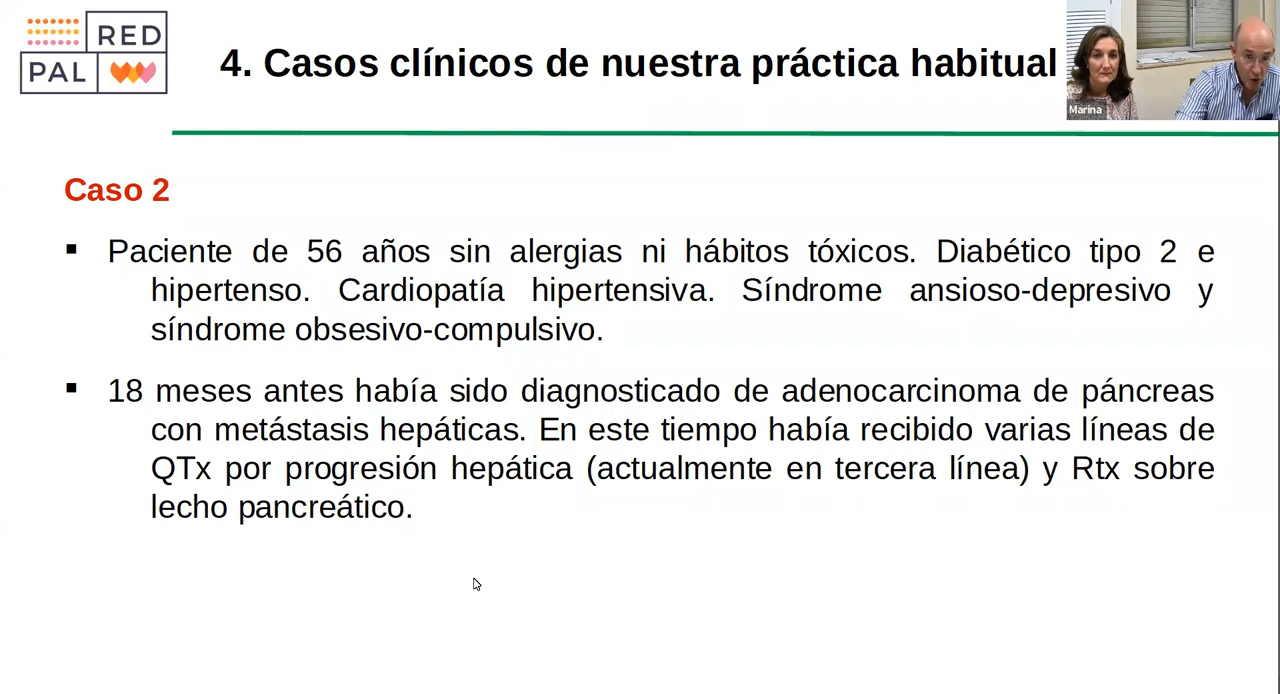 RED
PAL
4. Casos clínicos de nuestra práctica habitual
Marina
Caso 2
▪ Paciente de 56 años sin alergias ni hábitos tóxicos. Diabético tipo 2 e
hipertenso. Cardiopatía hipertensiva. Síndrome ansioso-depresivo y
síndrome obsesivo-compulsivo.
▪ 18 meses antes había sido diagnosticado de adenocarcinoma de páncreas
con metástasis hepáticas. En este tiempo había recibido varias líneas de
QTx por progresión hepática (actualmente en tercera línea) y Rtx sobre
lecho pancreático.